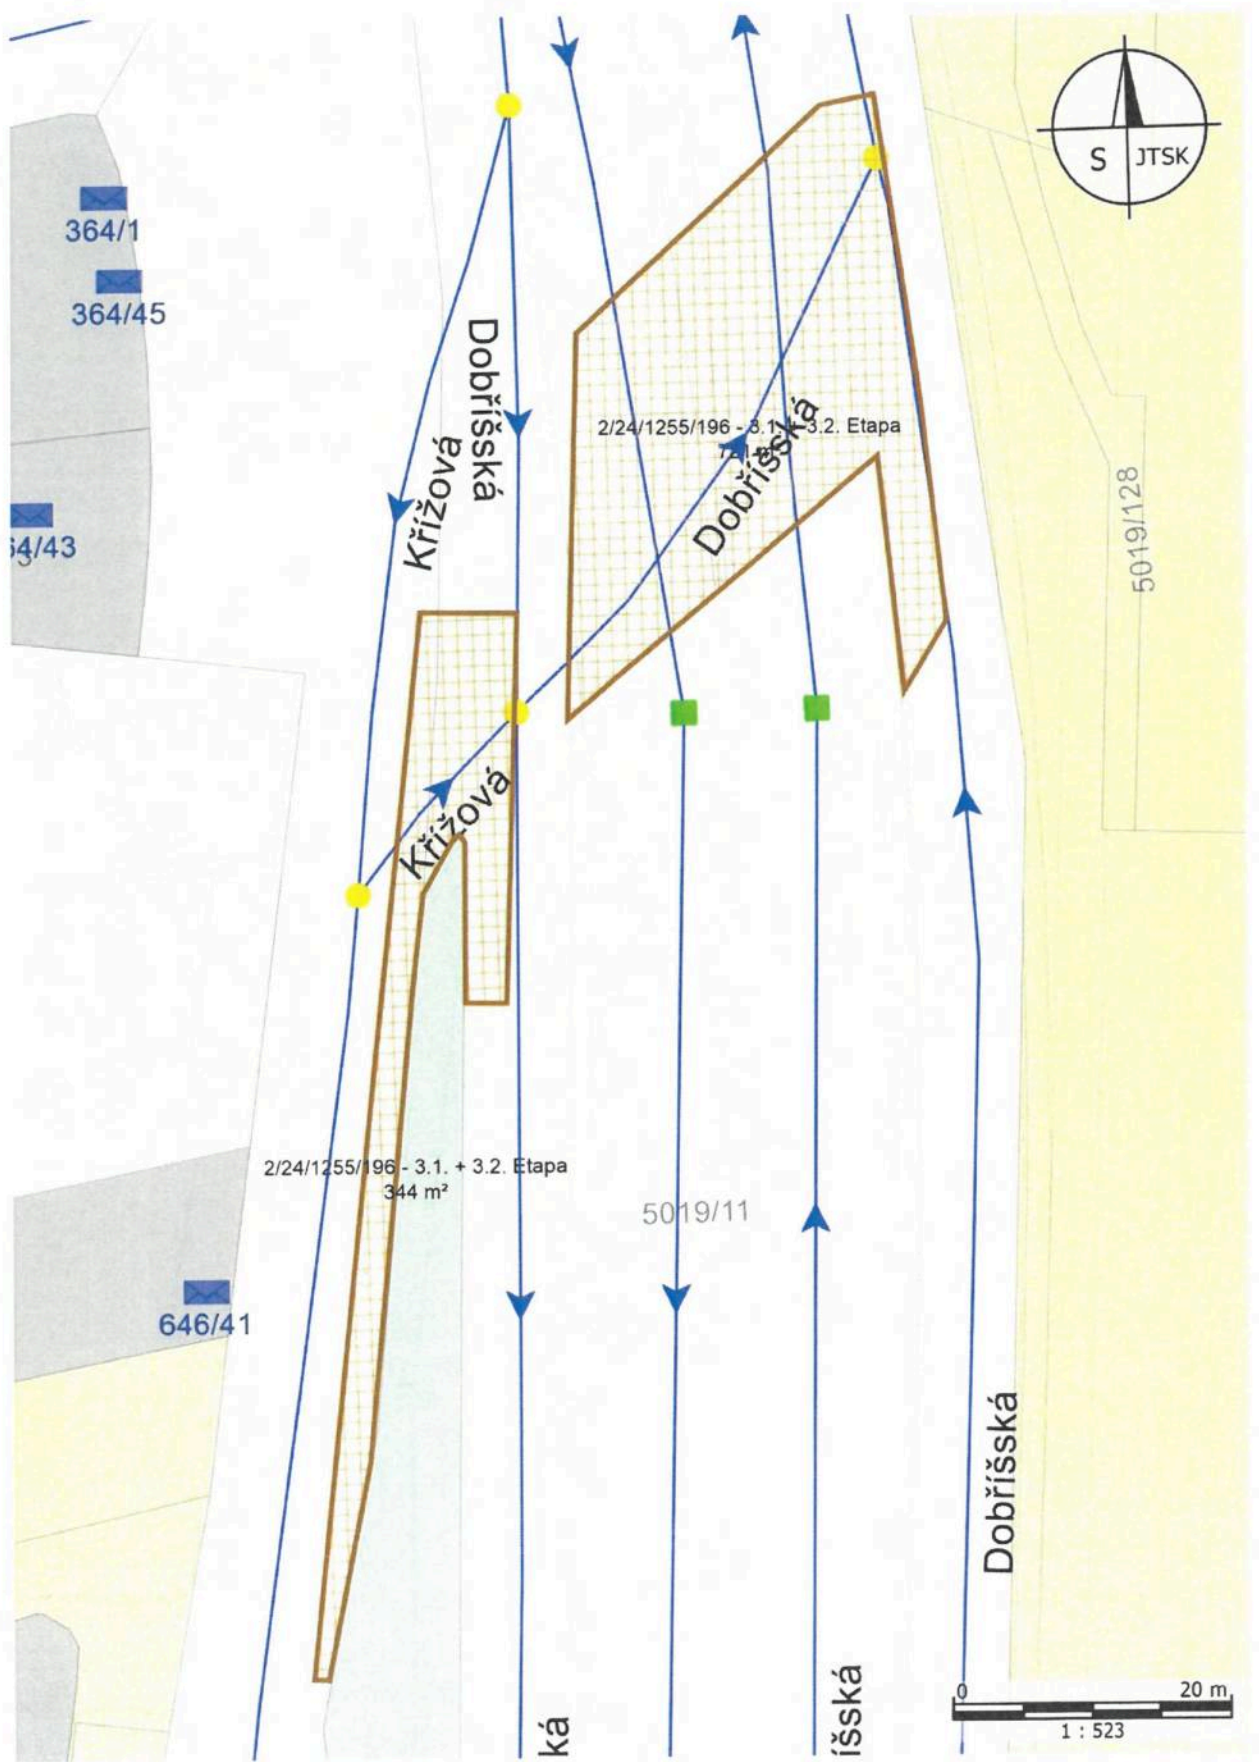 S JTSK
364/1
364/45
Dobříšská
Křížová
2/24/1255/196 - 3.1. + 3.2. Etapa
Dobříšská
5019/128
Křížová
2/24/1255/196 - 3.1. + 3.2. Etapa
344 m²
5019/11
646/41
Dobříšská
íšská
ká
0 20 m
1 : 523